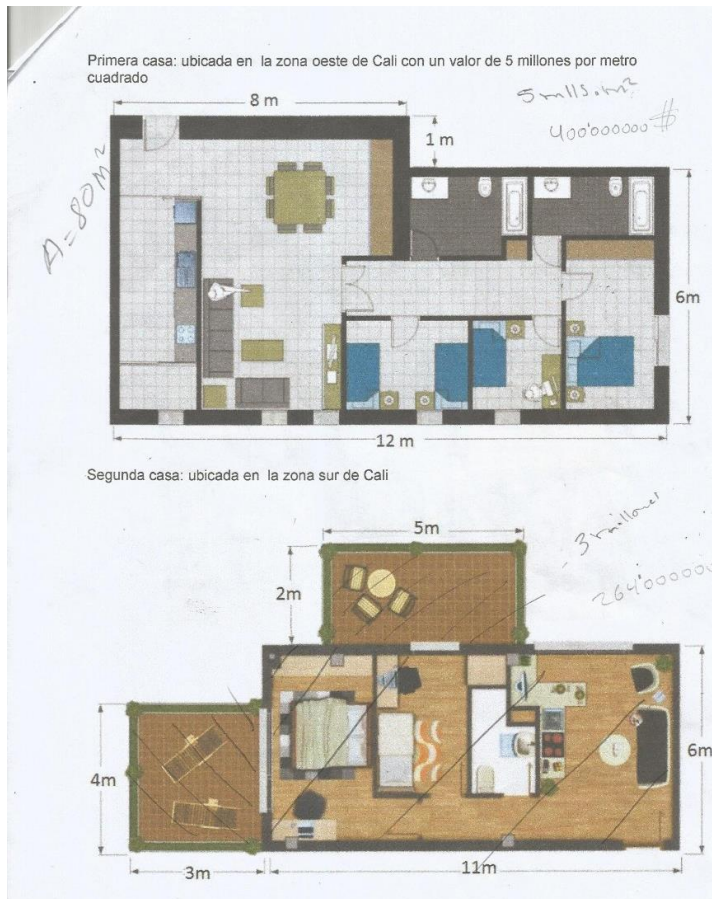 Primera casa: ubicada en la zona oeste de Cali con un valor de 5 millones por metro
cuadrado
5 mlls.m²
400'000000 $
8 m
1 m
A=80m²
6m
12 m
Segunda casa: ubicada en la zona sur de Cali
3 millones
264'000000
5m
2m
4m
6m
3m
11m